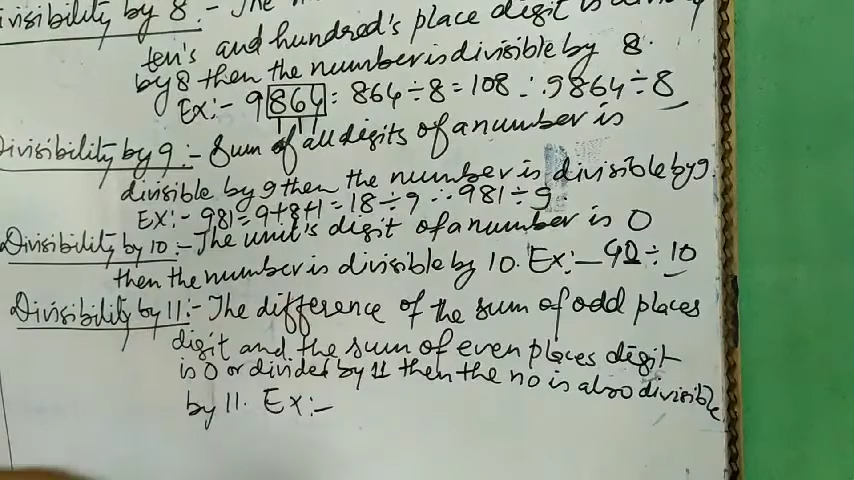 ivisibility by 8:- The
ten's and hundred's place digit is
by 8 then the number is divisible by 8.
Ex:- 9864 = 864÷8=108 ∴ 9864÷8
Divisibility by 9:- Sum of all digits of a number is
divisible by 9 then the number is divisible by 9.
EX:- 981=9+8+1=18÷9 ∴ 981÷9.
Divisibility by 10:- The unit's digit of a number is 0
then the number is divisible by 10. Ex:- 90÷10
Divisibility by 11:- The difference of the sum of odd places
digit and the sum of even places digit
is 0 or divided by 11 then the no is also divisible
by 11. Ex:-